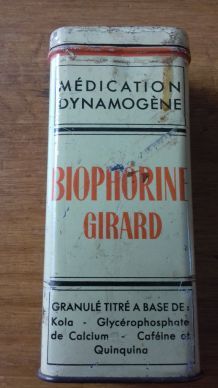 MÉDICATION
DYNAMOGÈNE
BIOPHORINE
GIRARD
GRANULÉ TITRÉ A BASE DE :
Kola - Glycérophosphate
de Calcium - Caféine et
Quinquina